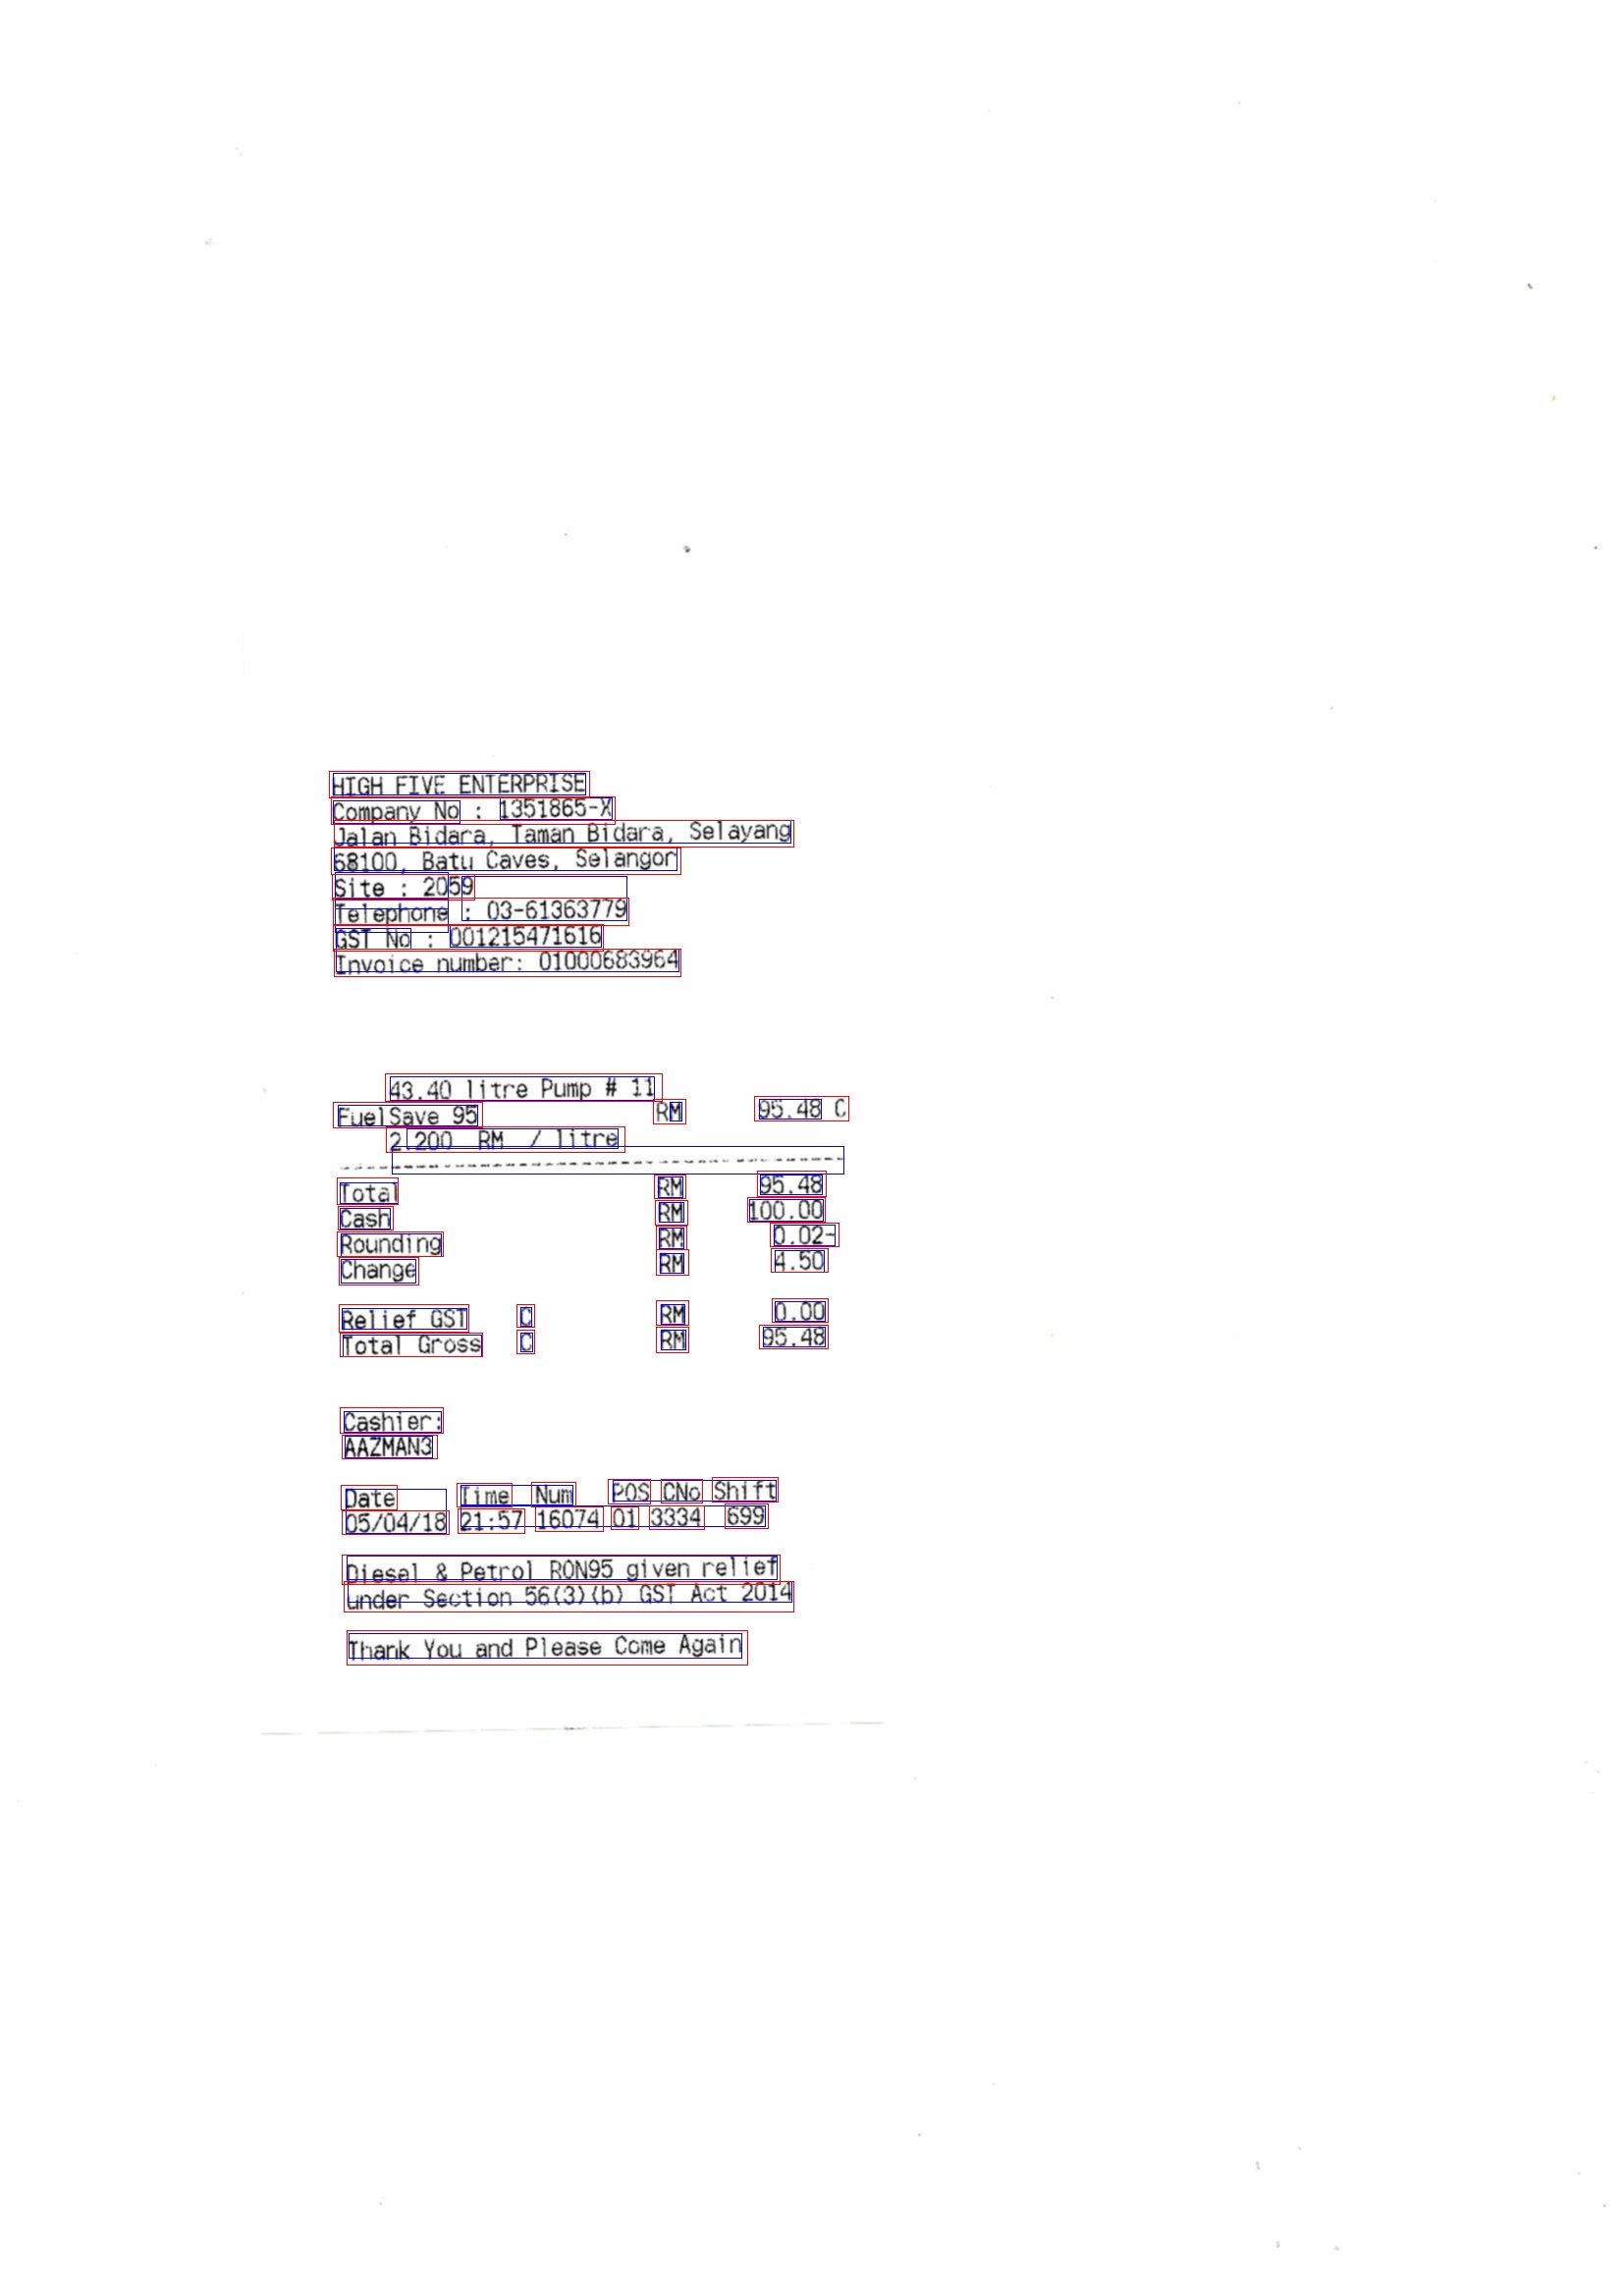 HIGH FIVE ENTERPRISE
Company No : 1351865-X
Jalan Bidara, Taman Bidara, Selayang
68100, Batu Caves, Selangor
Site : 2059
Telephone : 03-61363779
GST No : 001215471616
Invoice number: 01000683964
43.40 litre Pump # 11
FuelSave 95 RM 95.48 C
2.200 RM / litre
Total RM 95.48
Cash RM 100.00
Rounding RM 0.02-
Change RM 4.50
Relief GST C RM 0.00
Total Gross C RM 95.48
Cashier:
AAZMAN3
Date Time Num POS CNo Shift
05/04/18 21:57 16074 01 3334 699
Diesel & Petrol RON95 given relief
under Section 56(3)(b) GST Act 2014
Thank You and Please Come Again